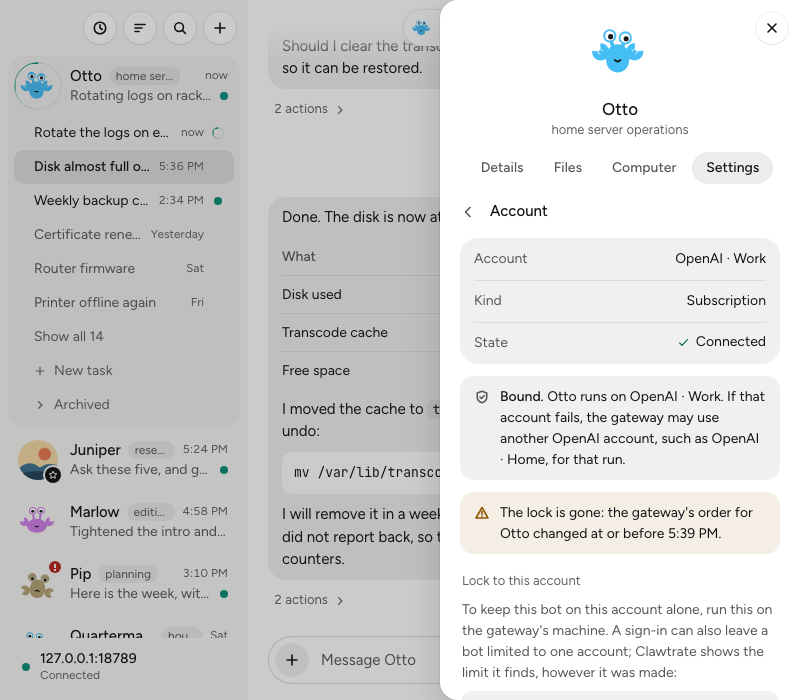 Otto
home ser...
now
Rotating logs on rack...
Rotate the logs on e...
now
Disk almost full o...
5:36 PM
Weekly backup c...
2:34 PM
Certificate rene...
Yesterday
Router firmware
Sat
Printer offline again
Fri
Show all 14
New task
Archived
Juniper
rese...
5:24 PM
Ask these five, and g...
Marlow
editi...
4:58 PM
Tightened the intro and...
Pip
planning
3:10 PM
Here is the week, wit...
Quarterma
hou
Sat
127.0.0.1:18789
Connected
Should I clear the
so it can be restored.
2 actions
Done. The disk is now at
What
Disk used
Transcode cache
Free space
I moved the cache to
undo:
mv /var/lib/transco
I will remove it in a week
did not report back, so
counters.
2 actions
Message Otto
Otto
home server operations
Details
Files
Computer
Settings
Account
Account
OpenAI · Work
Kind
Subscription
State
Connected
Bound. Otto runs on OpenAI · Work. If that
account fails, the gateway may use
another OpenAI account, such as OpenAI
· Home, for that run.
The lock is gone: the gateway's order for
Otto changed at or before 5:39 PM.
Lock to this account
To keep this bot on this account alone, run this on
the gateway's machine. A sign-in can also leave a
bot limited to one account; Clawtrate shows the
limit it finds, however it was made: